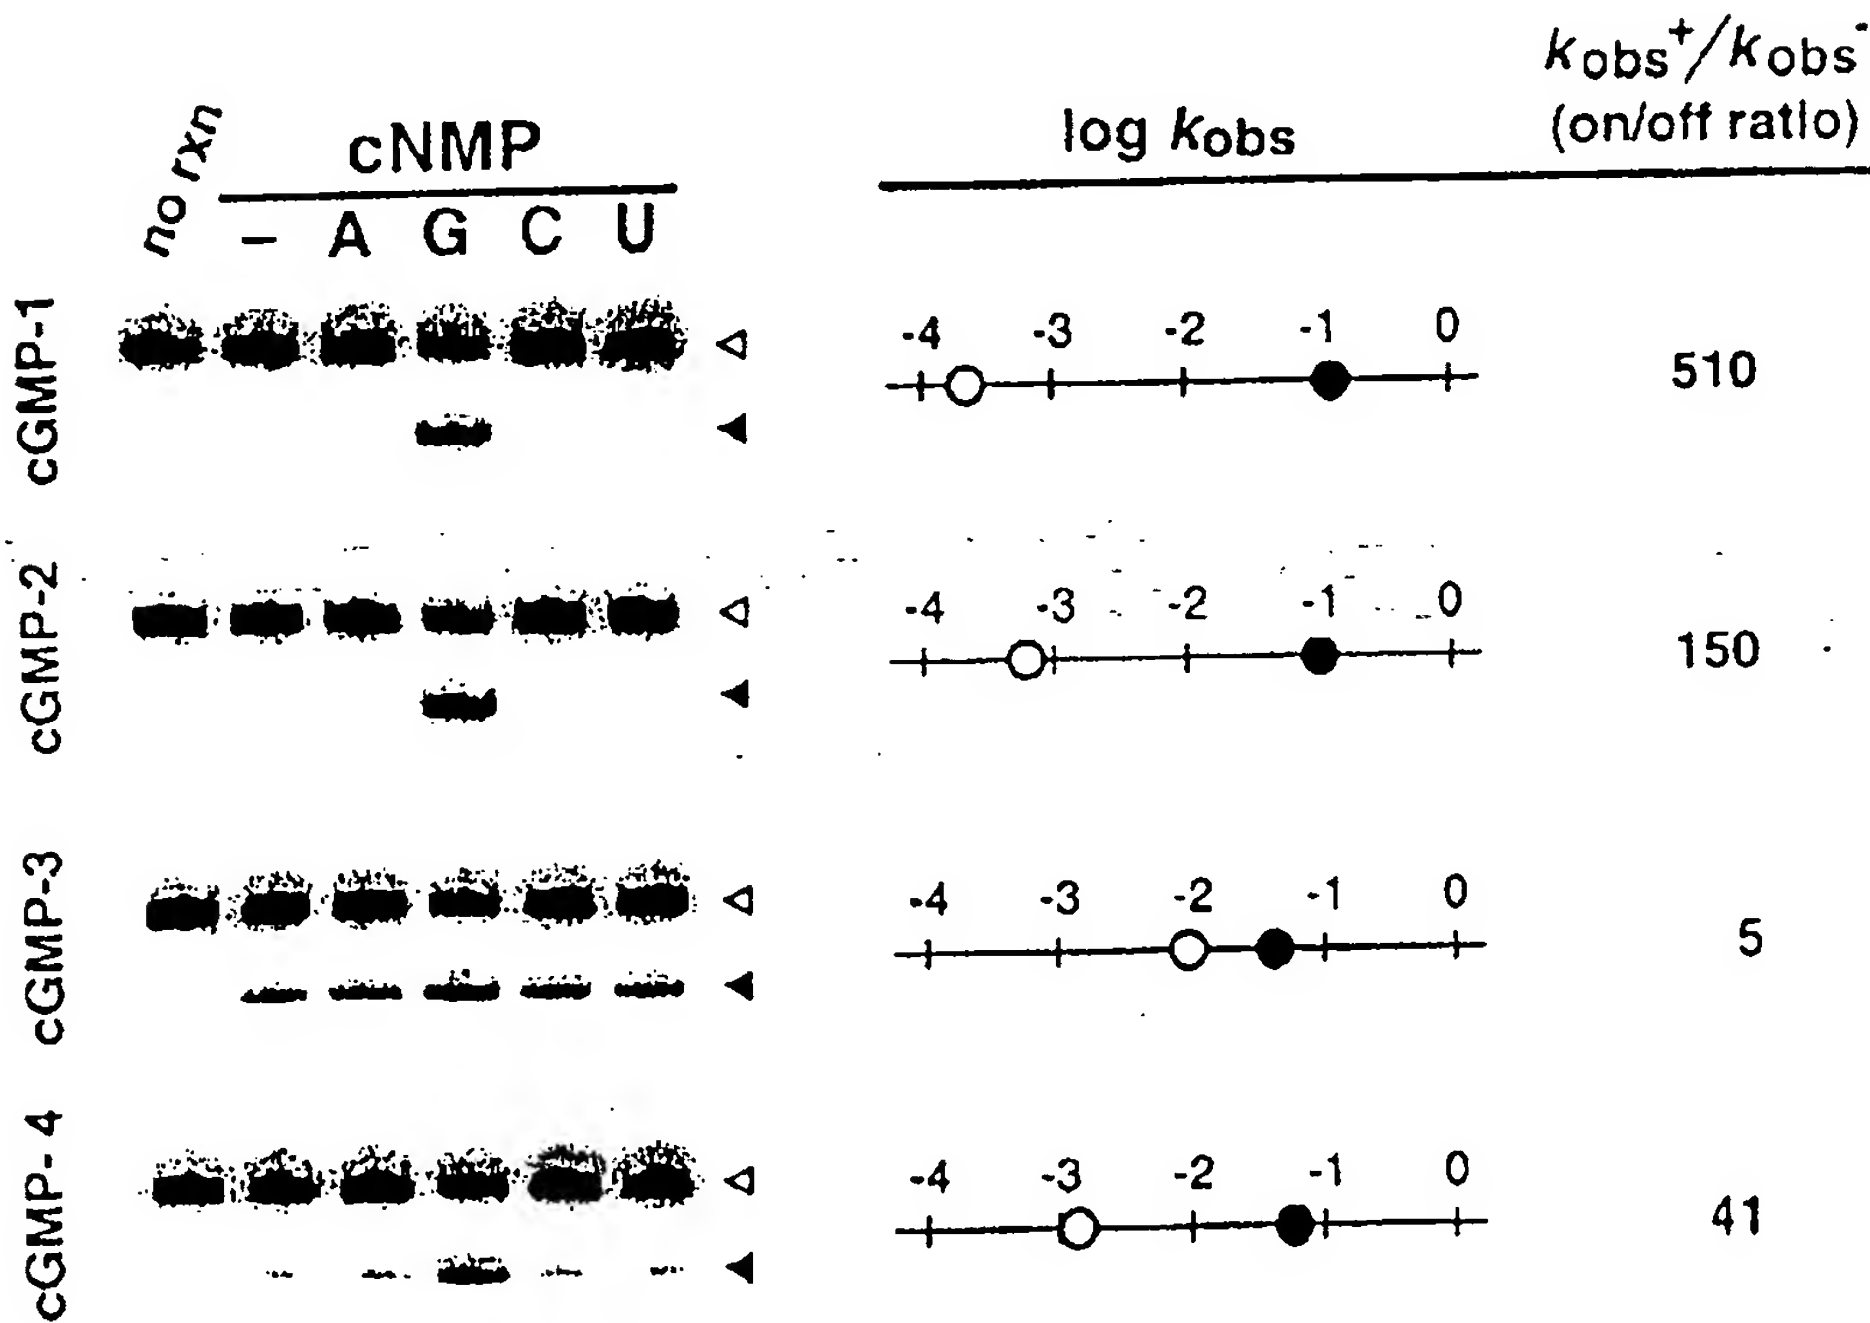 no rxn
cNMP
– A G C U
log kobs
kobs⁺/kobs⁻
(on/off ratio)
cGMP-1
-4 -3 -2 -1 0
510
cGMP-2
-4 -3 -2 -1 0
150
cGMP-3
-4 -3 -2 -1 0
5
cGMP-4
-4 -3 -2 -1 0
41